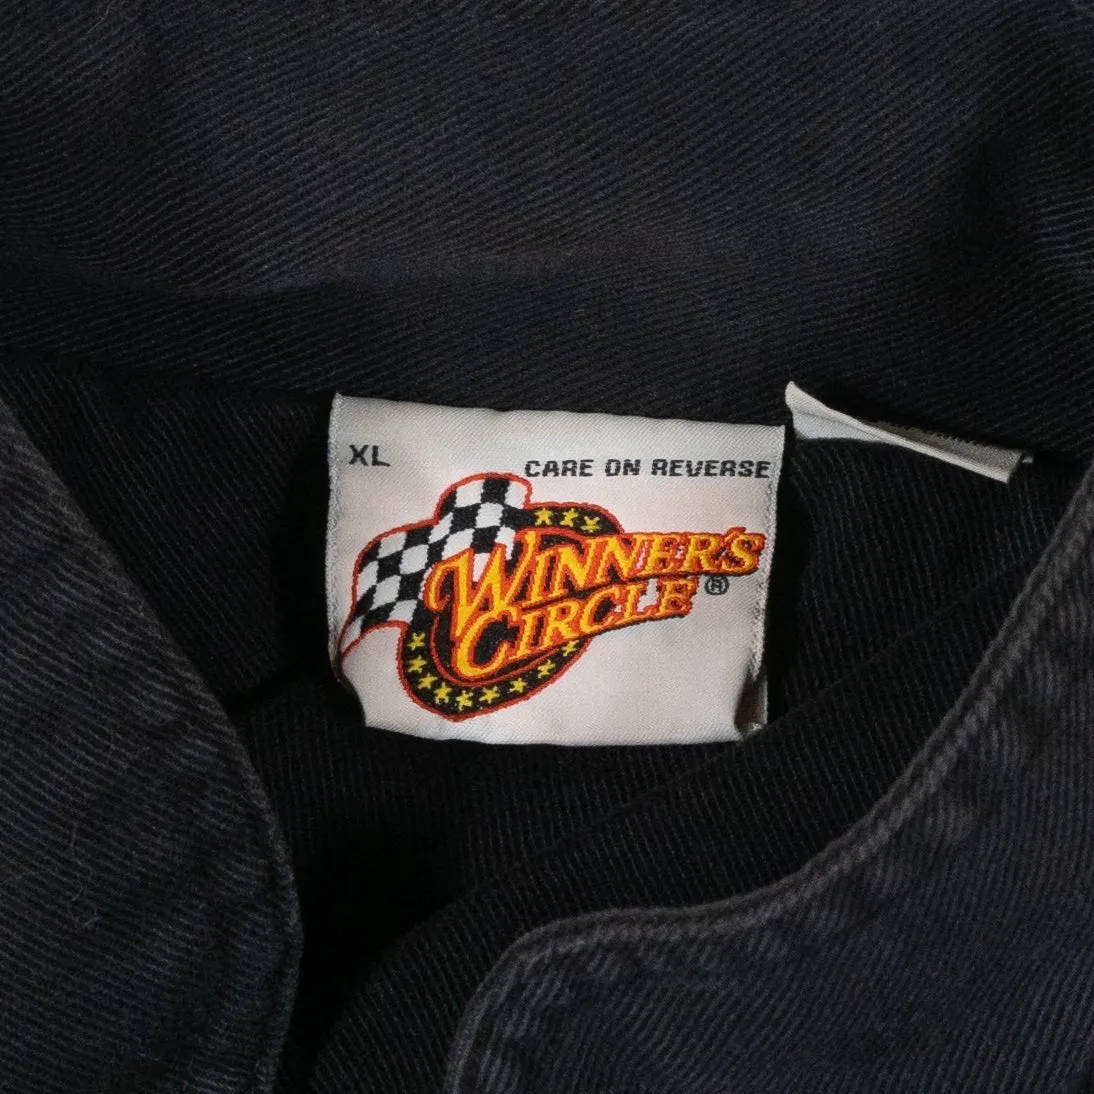 XL
CARE ON REVERSE
WINNER'S
CIRCLE®